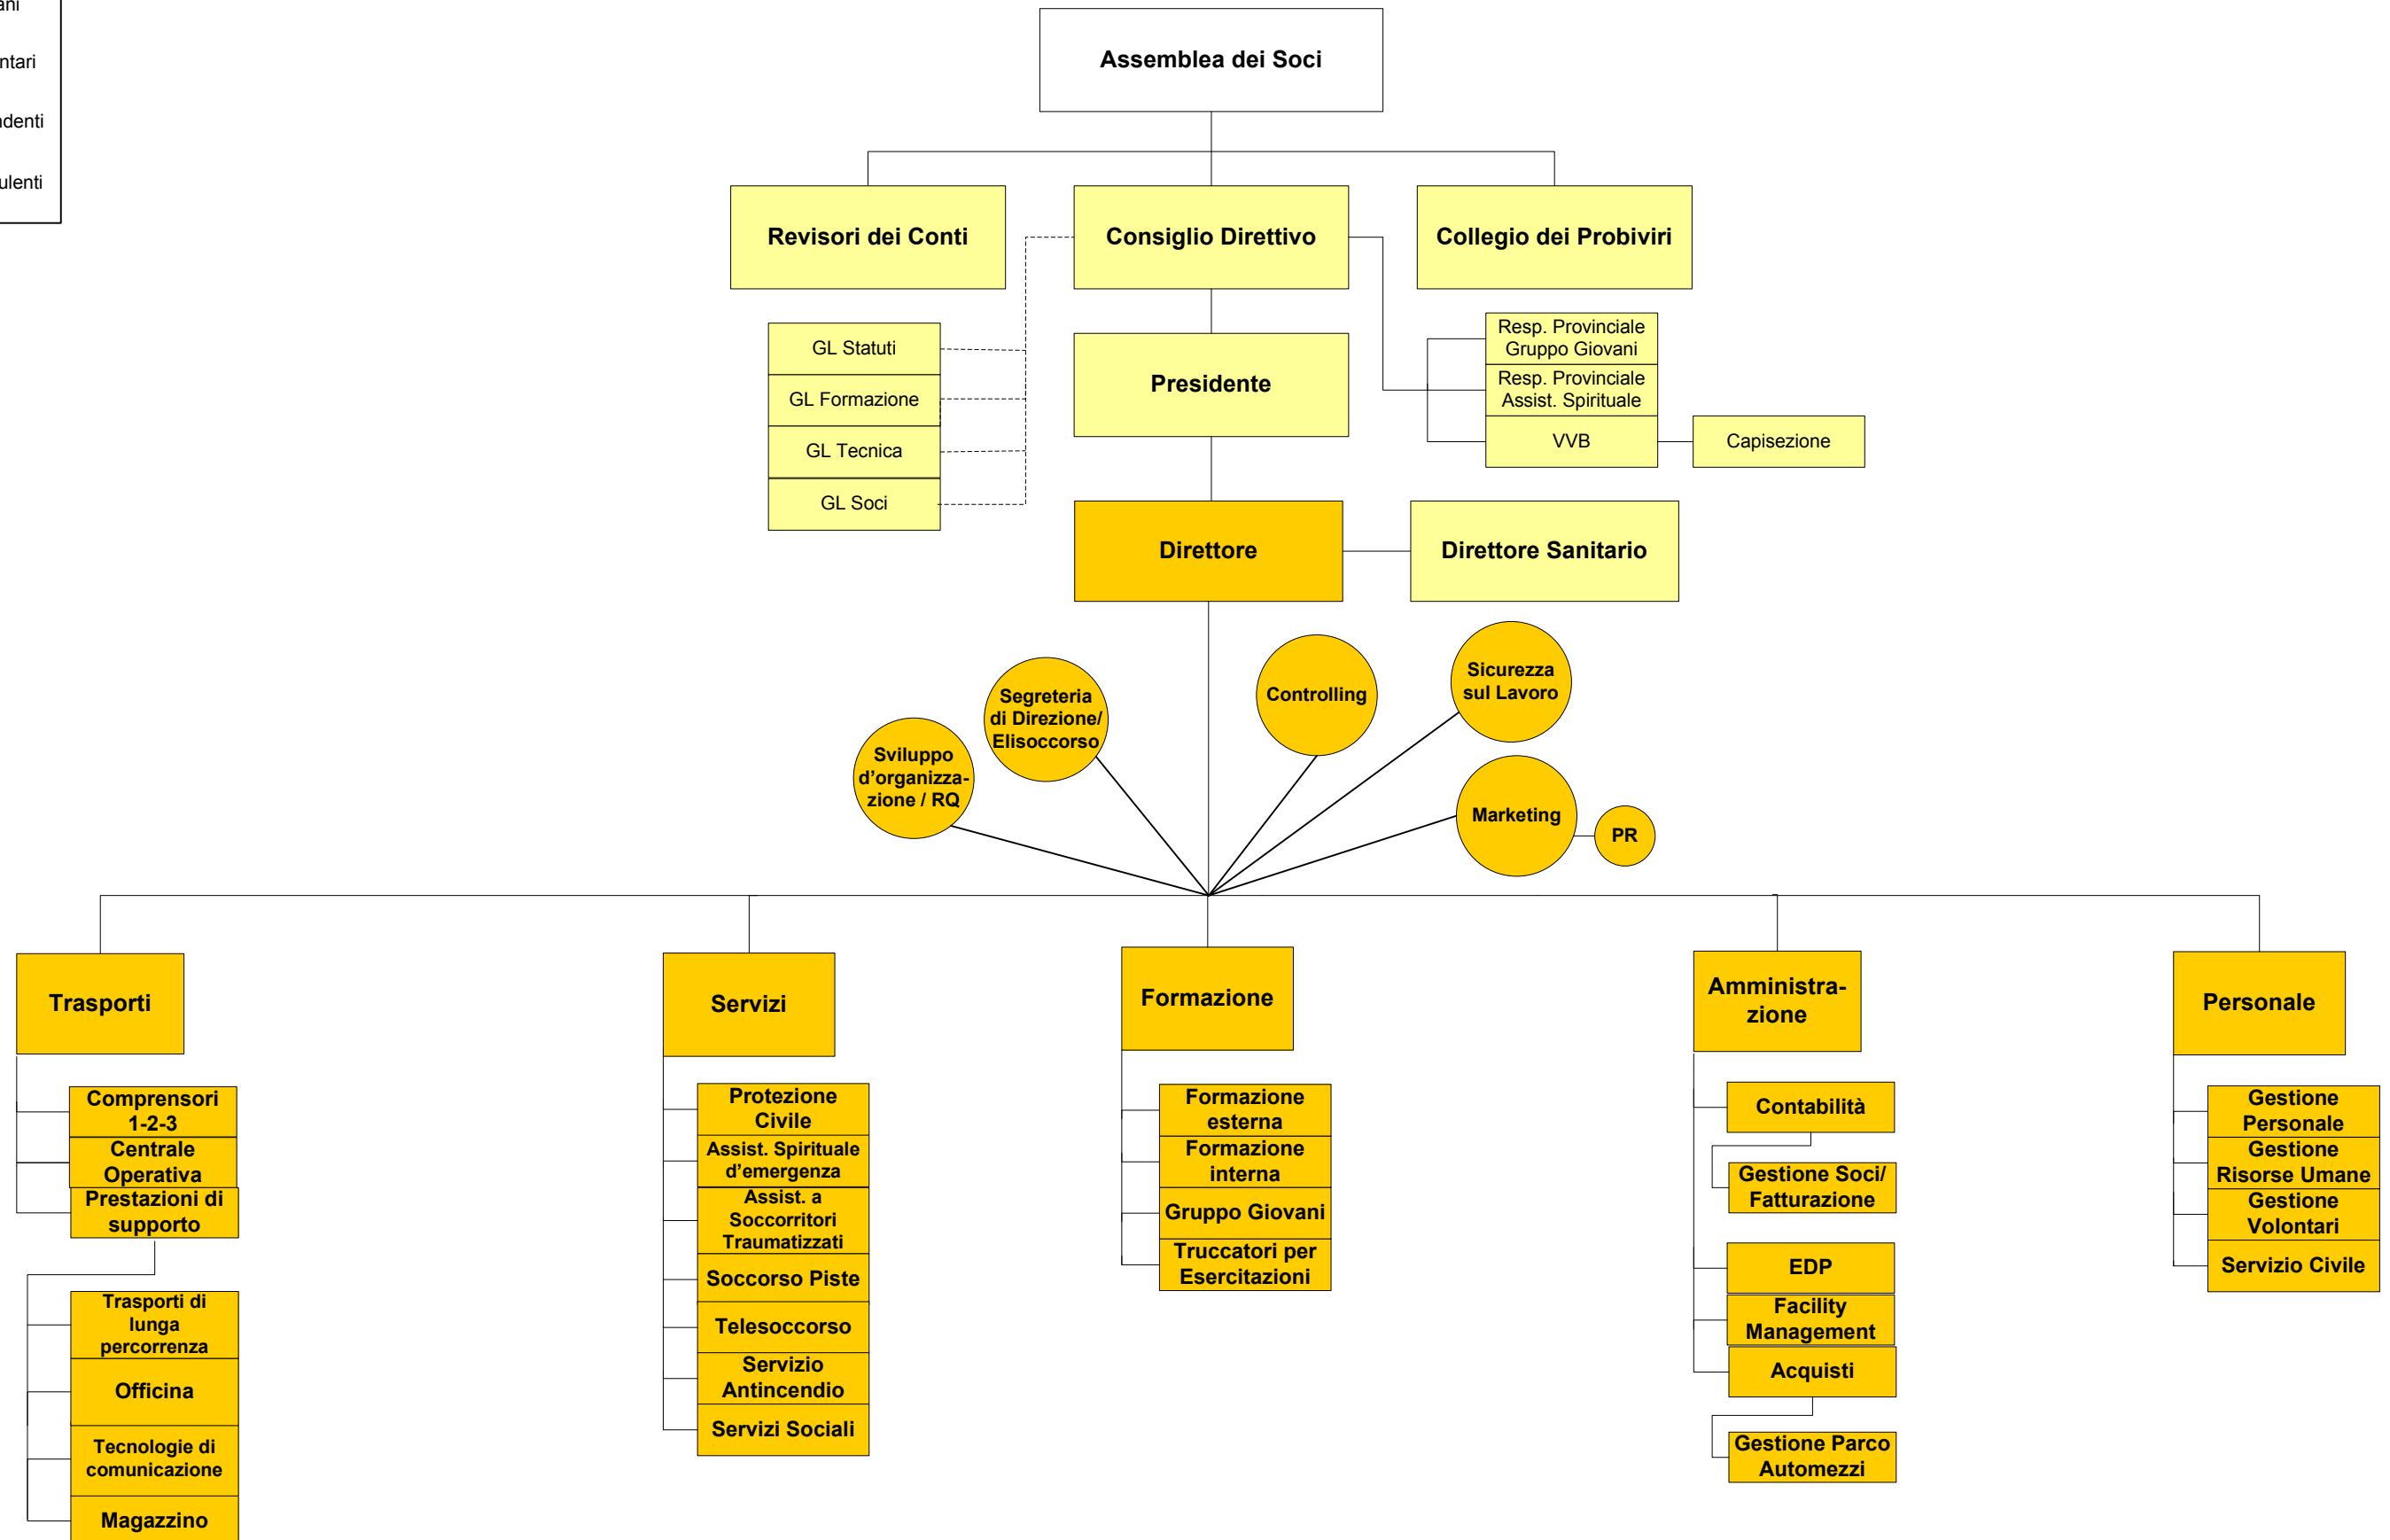 Assemblea dei Soci
Revisori dei Conti
Consiglio Direttivo
Collegio dei Probiviri
GL Statuti
GL Formazione
GL Tecnica
GL Soci
Presidente
Resp. Provinciale
Gruppo Giovani
Resp. Provinciale
Assist. Spirituale
VVB
Capisezione
Direttore
Direttore Sanitario
Sviluppo
d'organizza-
zione / RQ
Segreteria
di Direzione/
Elisoccorso
Controlling
Sicurezza
sul Lavoro
Marketing
PR
Trasporti
Comprensori
1-2-3
Centrale
Operativa
Prestazioni di
supporto
Trasporti di
lunga
percorrenza
Officina
Tecnologie di
comunicazione
Magazzino
Servizi
Protezione
Civile
Assist. Spirituale
d'emergenza
Assist. a
Soccorritori
Traumatizzati
Soccorso Piste
Telesoccorso
Servizio
Antincendio
Servizi Sociali
Formazione
Formazione
esterna
Formazione
interna
Gruppo Giovani
Truccatori per
Esercitazioni
Amministra-
zione
Contabilità
Gestione Soci/
Fatturazione
EDP
Facility
Management
Acquisti
Gestione Parco
Automezzi
Personale
Gestione
Personale
Gestione
Risorse Umane
Gestione
Volontari
Servizio Civile